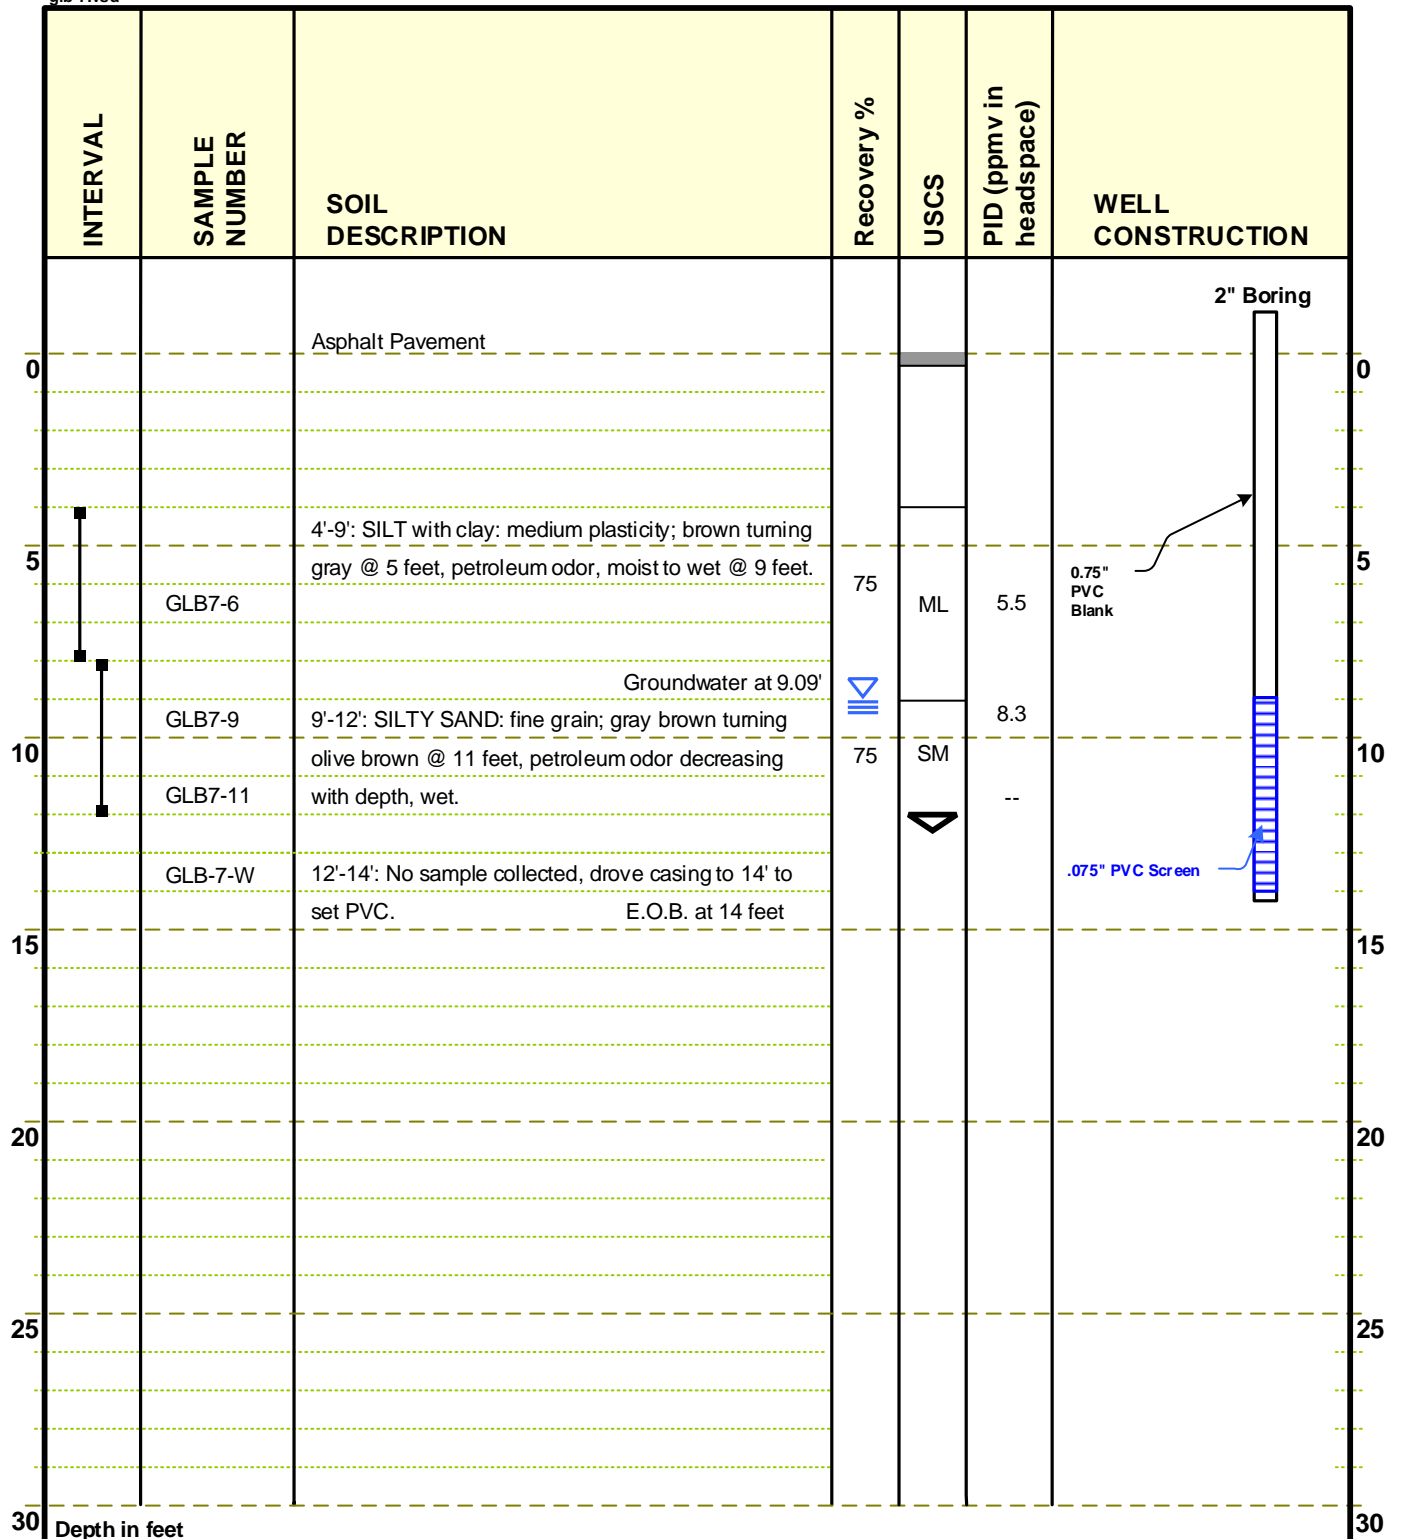 INTERVAL
SAMPLE
NUMBER
SOIL
DESCRIPTION
Recovery %
USCS
PID (ppmv in
headspace)
WELL
CONSTRUCTION
2" Boring
Asphalt Pavement
0
0
4'-9': SILT with clay: medium plasticity; brown turning
5
gray @ 5 feet, petroleum odor, moist to wet @ 9 feet.
75
5
0.75"
PVC
Blank
GLB7-6
ML
5.5
Groundwater at 9.09'
GLB7-9
9'-12': SILTY SAND: fine grain; gray brown turning
8.3
10
olive brown @ 11 feet, petroleum odor decreasing
75
SM
10
GLB7-11
with depth, wet.
--
GLB-7-W
12'-14': No sample collected, drove casing to 14' to
.075" PVC Screen
set PVC.
E.O.B. at 14 feet
15
15
20
20
25
25
30
Depth in feet
30